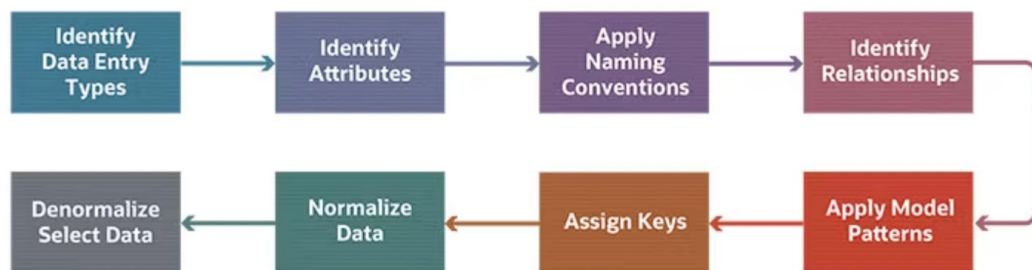 Identify
Data Entry
Types
Identify
Attributes
Apply
Naming
Conventions
Identify
Relationships
Apply Model
Patterns
Assign Keys
Normalize
Data
Denormalize
Select Data